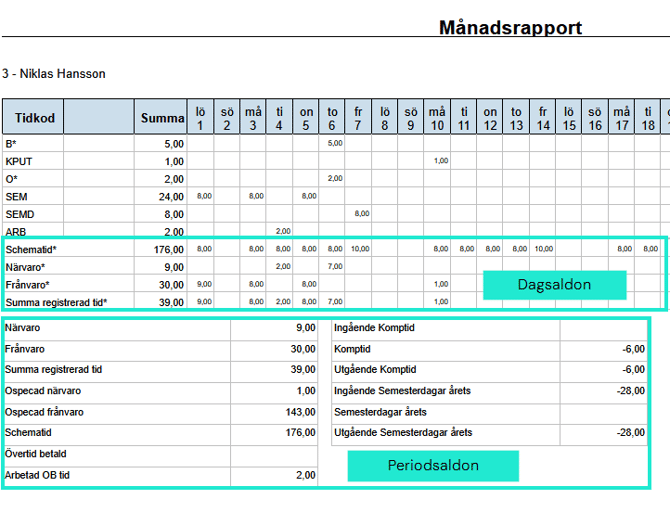 Månadsrapport
3 - Niklas Hansson
Tidkod Summa lö sö må ti on to fr lö sö må ti on to fr lö sö må ti
1 2 3 4 5 6 7 8 9 10 11 12 13 14 15 16 17 18
B* 5,00 5,00
KPUT 1,00 1,00
O* 2,00 2,00
SEM 24,00 8,00 8,00 8,00
SEMD 8,00 8,00
ARB 2,00 2,00
Schematid* 176,00 8,00 8,00 8,00 8,00 8,00 10,00 8,00 8,00 8,00 8,00 10,00 8,00 8,00
Närvaro* 9,00 2,00 7,00
Frånvaro* 30,00 9,00 8,00 8,00 1,00
Summa registrerad tid* 39,00 9,00 8,00 2,00 8,00 7,00 1,00
Dagsaldon
Närvaro 9,00 Ingående Komptid
Frånvaro 30,00 Komptid -6,00
Summa registrerad tid 39,00 Utgående Komptid -6,00
Ospecad närvaro 1,00 Ingående Semesterdagar årets -28,00
Ospecad frånvaro 143,00 Semesterdagar årets
Schematid 176,00 Utgående Semesterdagar årets -28,00
Övertid betald
Arbetad OB tid 2,00
Periodsaldon